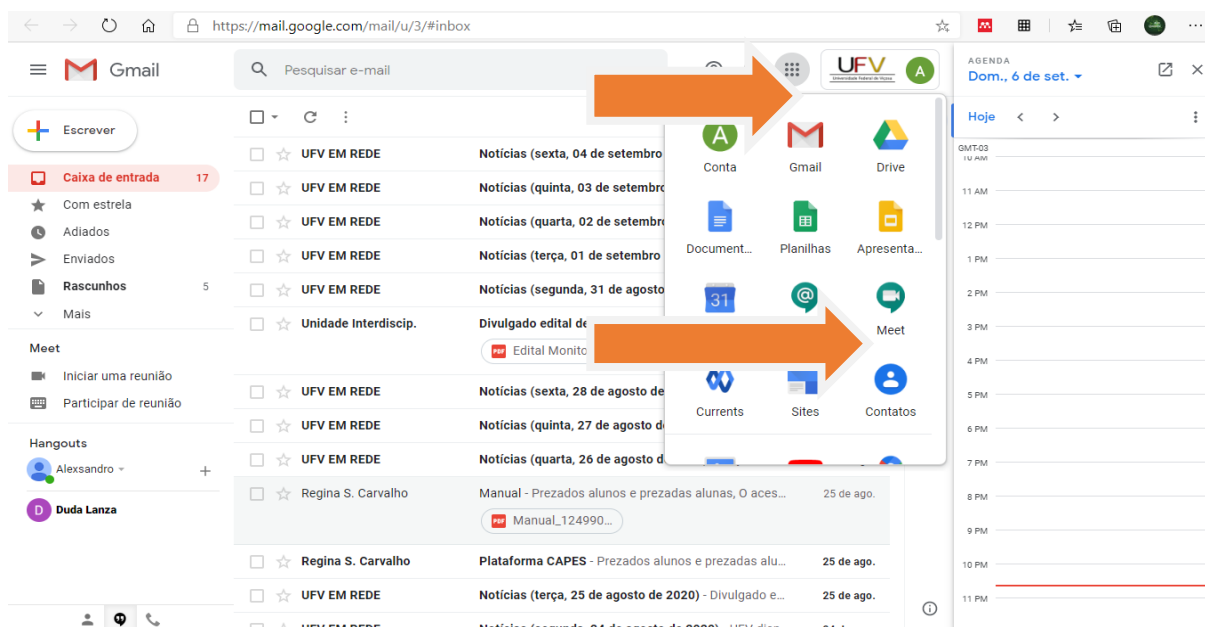 https://mail.google.com/mail/u/3/#inbox
Gmail
Pesquisar e-mail
UFV
A
AGENDA
Dom., 6 de set.
Escrever
Hoje
GMT-03
10 AM
Caixa de entrada 17
Com estrela
Adiados
Enviados
Rascunhos 5
Mais
Meet
Iniciar uma reunião
Participar de reunião
Hangouts
Alexsandro
D Duda Lanza
UFV EM REDE Notícias (sexta, 04 de setembro
UFV EM REDE Notícias (quinta, 03 de setembro
UFV EM REDE Notícias (quarta, 02 de setembro
UFV EM REDE Notícias (terça, 01 de setembro
UFV EM REDE Notícias (segunda, 31 de agosto
Unidade Interdiscip. Divulgado edital de
PDF Edital Monito
UFV EM REDE Notícias (sexta, 28 de agosto de
UFV EM REDE Notícias (quinta, 27 de agosto d
UFV EM REDE Notícias (quarta, 26 de agosto d
Regina S. Carvalho Manual - Prezados alunos e prezadas alunas, O aces... 25 de ago.
PDF Manual_124990...
Regina S. Carvalho Plataforma CAPES - Prezados alunos e prezadas alu... 25 de ago.
UFV EM REDE Notícias (terça, 25 de agosto de 2020) - Divulgado e... 25 de ago.
A
Conta Gmail Drive
Document... Planilhas Apresenta...
31
Meet
Currents Sites Contatos
11 AM
12 PM
1 PM
2 PM
3 PM
4 PM
5 PM
6 PM
7 PM
8 PM
9 PM
10 PM
11 PM